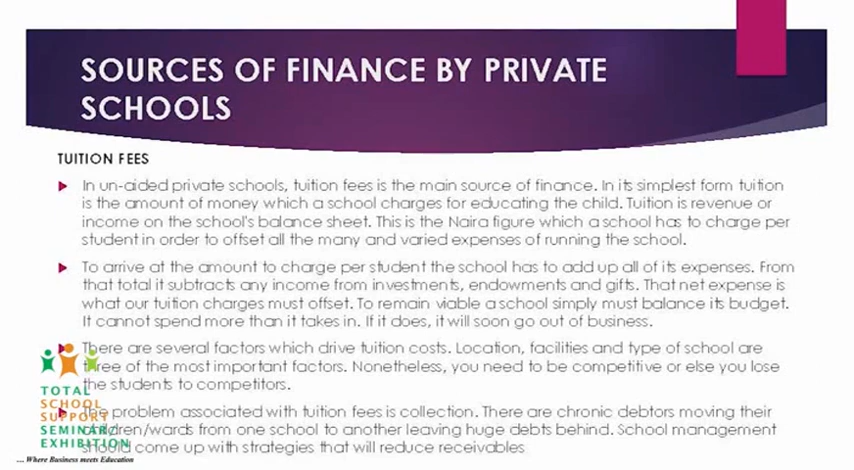 SOURCES OF FINANCE BY PRIVATE
SCHOOLS
TUITION FEES
In un-aided private schools, tuition fees is the main source of finance. In its simplest form tuition
is the amount of money which a school charges for educating the child. Tuition is revenue or
income on the school's balance sheet. This is the Naira figure which a school has to charge per
student in order to offset all the many and varied expenses of running the school.
To arrive at the amount to charge per student the school has to add up all of its expenses. From
that total it subtracts any income from investments, endowments and gifts. That net expense is
what our tuition charges must offset. To remain viable a school simply must balance its budget.
It cannot spend more than it takes in. If it does, it will soon go out of business.
There are several factors which drive tuition costs. Location, facilities and type of school are
three of the most important factors. Nonetheless, you need to be competitive or else you lose
the students to competitors.
The problem associated with tuition fees is collection. There are chronic debtors moving their
children/wards from one school to another leaving huge debts behind. School management
should come up with strategies that will reduce receivables
TOTAL
SCHOOL
SUPPORT
SEMINAR/
EXHIBITION
.... Where Business meets Education